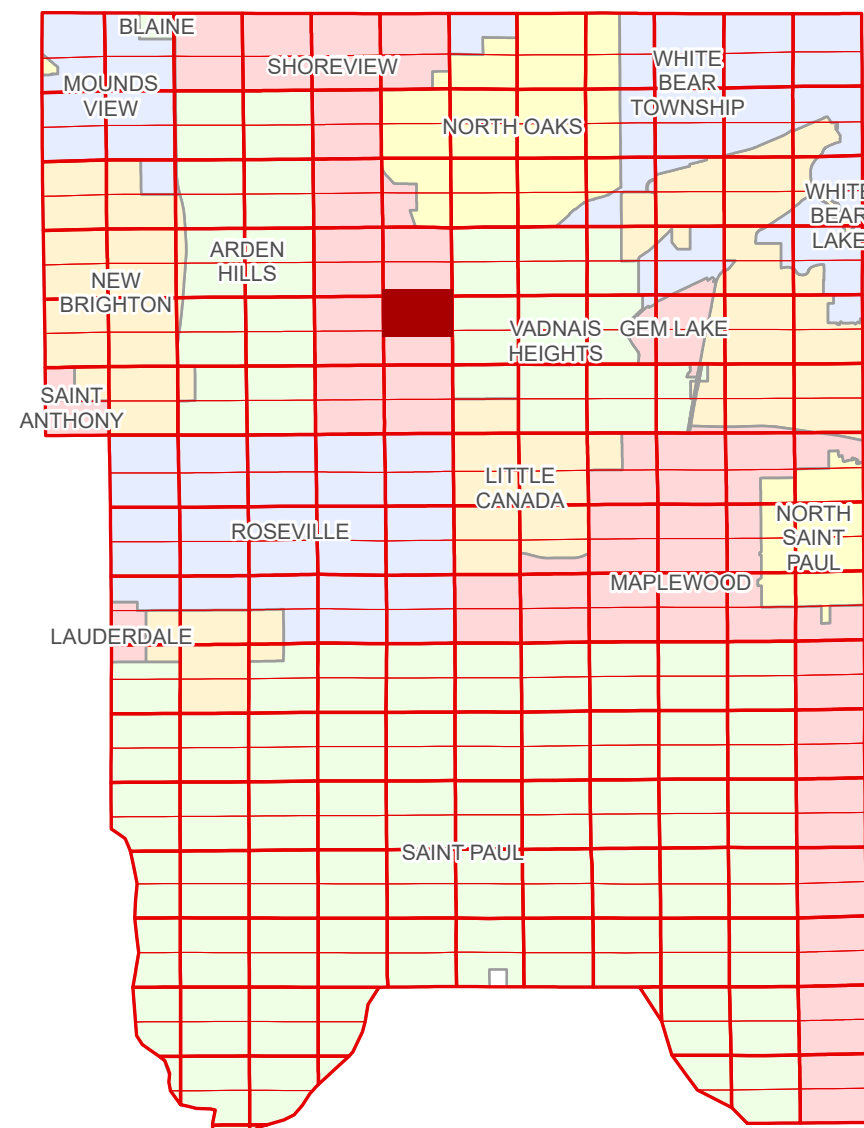 BLAINE
SHOREVIEW
WHITE
BEAR
TOWNSHIP
MOUNDS
VIEW
NORTH OAKS
WHITE
BEAR
LAKE
ARDEN
HILLS
NEW
BRIGHTON
VADNAIS
HEIGHTS
GEM LAKE
SAINT
ANTHONY
LITTLE
CANADA
NORTH
SAINT
PAUL
ROSEVILLE
MAPLEWOOD
LAUDERDALE
SAINT PAUL